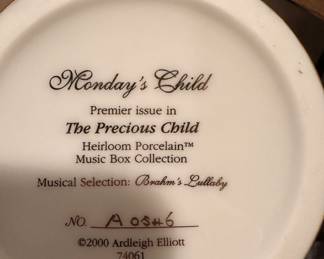 Monday's Child
Premier issue in
The Precious Child
Heirloom Porcelain™
Music Box Collection
Musical Selection: Brahm's Lullaby
NO. A0546
©2000 Ardleigh Elliott
74061